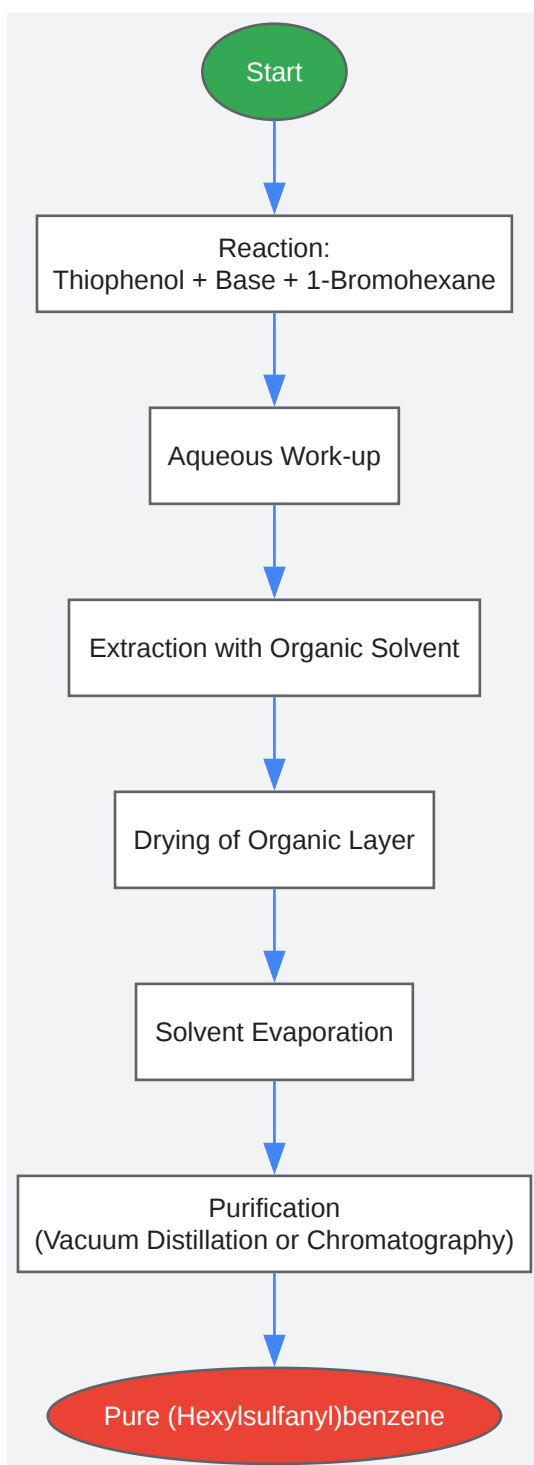 Start
Reaction:
Thiophenol + Base + 1-Bromohexane
Aqueous Work-up
Extraction with Organic Solvent
Drying of Organic Layer
Solvent Evaporation
Purification
(Vacuum Distillation or Chromatography)
Pure (Hexylsulfanyl)benzene